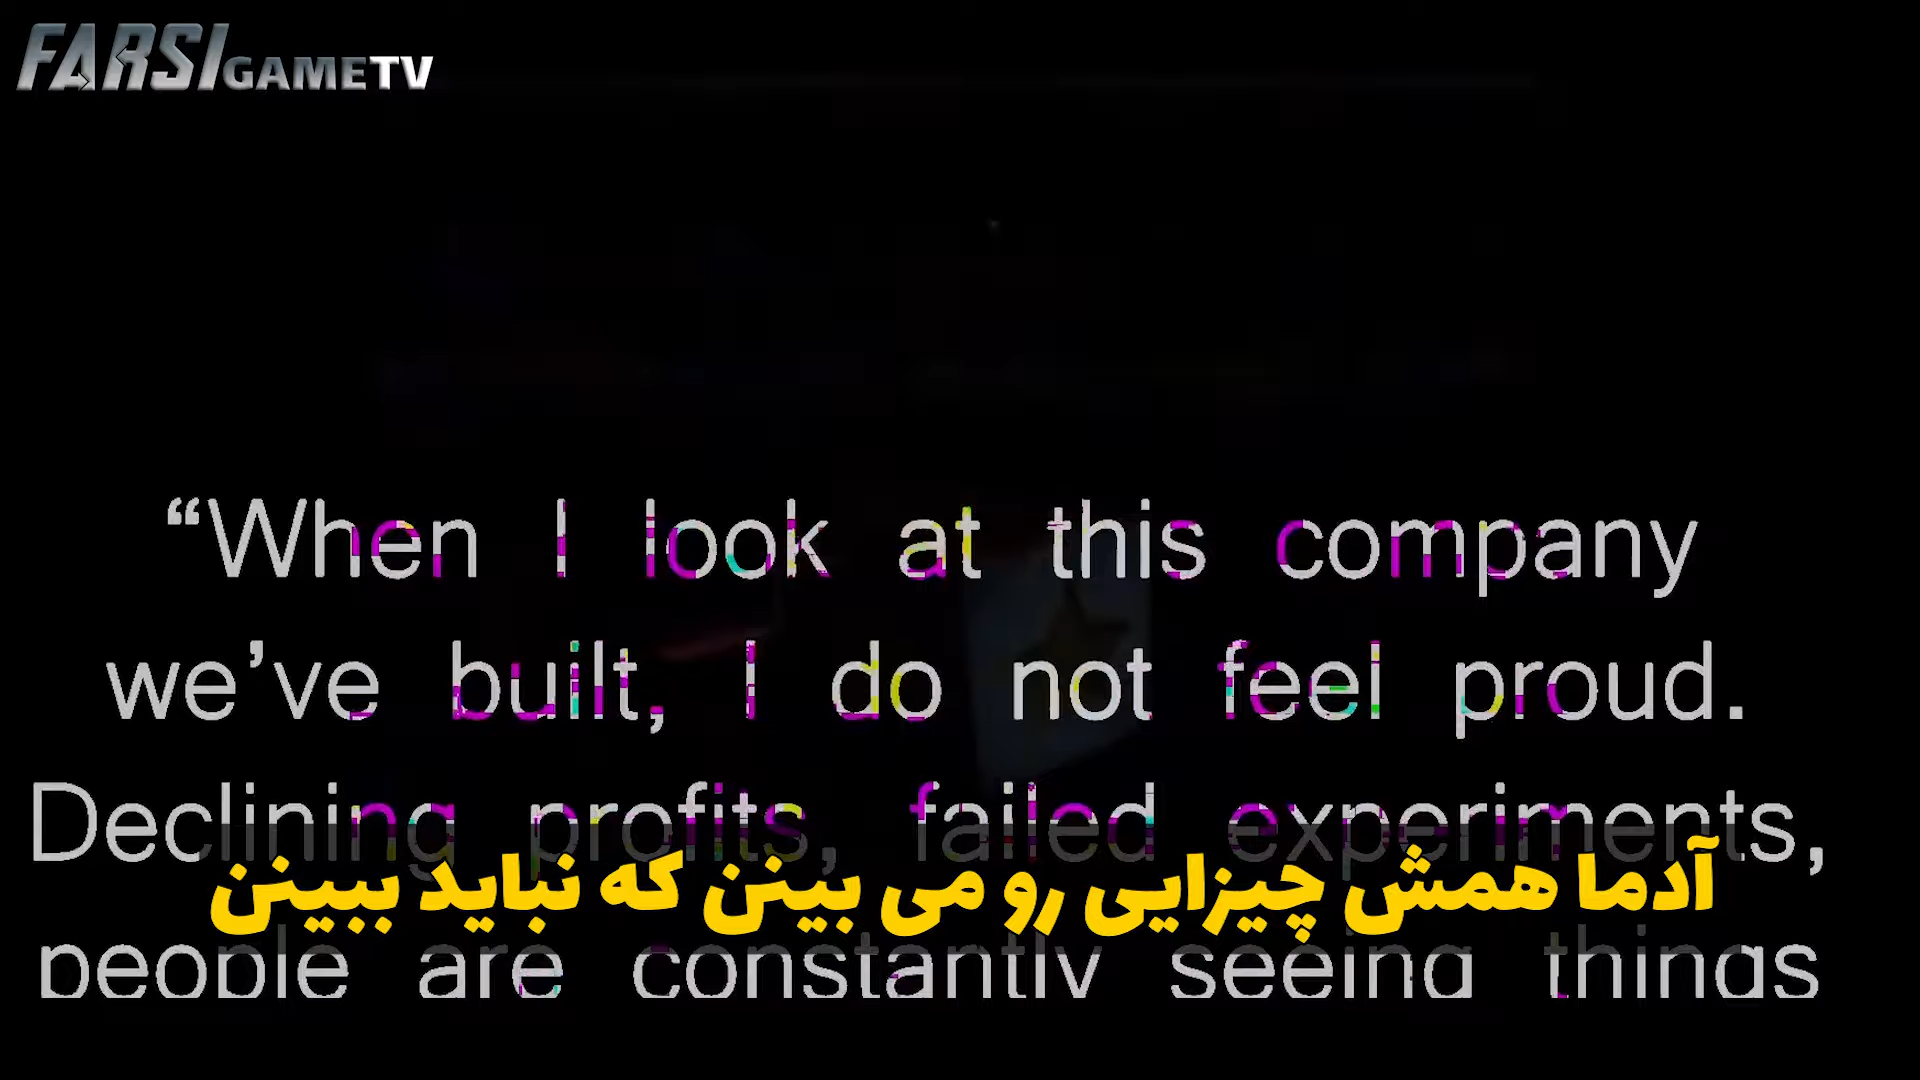 FARSIGAMETV
“When I look at this company
we’ve built, I do not feel proud.
Declining profits, failed experiments,
آدما همش چیزایی رو می بینن که نباید ببینن
people are constantly seeing things